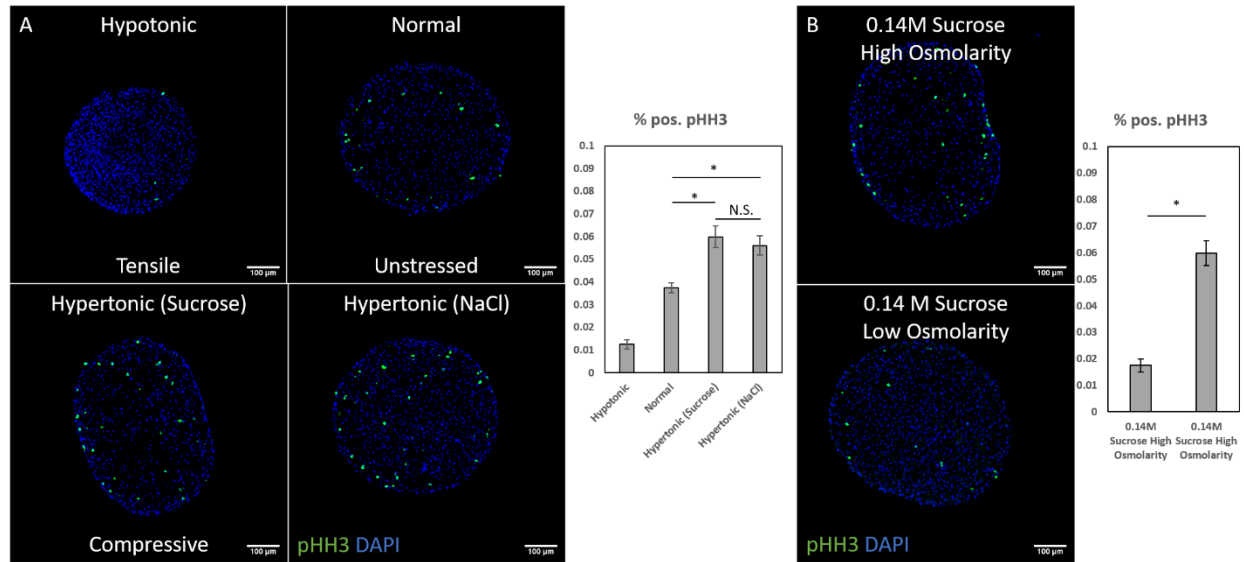 A
Hypotonic
Tensile
100 µm
Normal
Unstressed
100 µm
Hypertonic (Sucrose)
Compressive
100 µm
Hypertonic (NaCl)
pHH3 DAPI
100 µm
% pos. pHH3
0.1
0.09
0.08
0.07
0.06
0.05
0.04
0.03
0.02
0.01
0
*
*
N.S.
Hypotonic
Normal
Hypertonic (Sucrose)
Hypertonic (NaCl)
B
0.14M Sucrose
High Osmolarity
100 µm
0.14 M Sucrose
Low Osmolarity
pHH3 DAPI
100 µm
% pos. pHH3
0.1
0.09
0.08
0.07
0.06
0.05
0.04
0.03
0.02
0.01
0
*
0.14M
Sucrose High
Osmolarity
0.14M
Sucrose High
Osmolarity